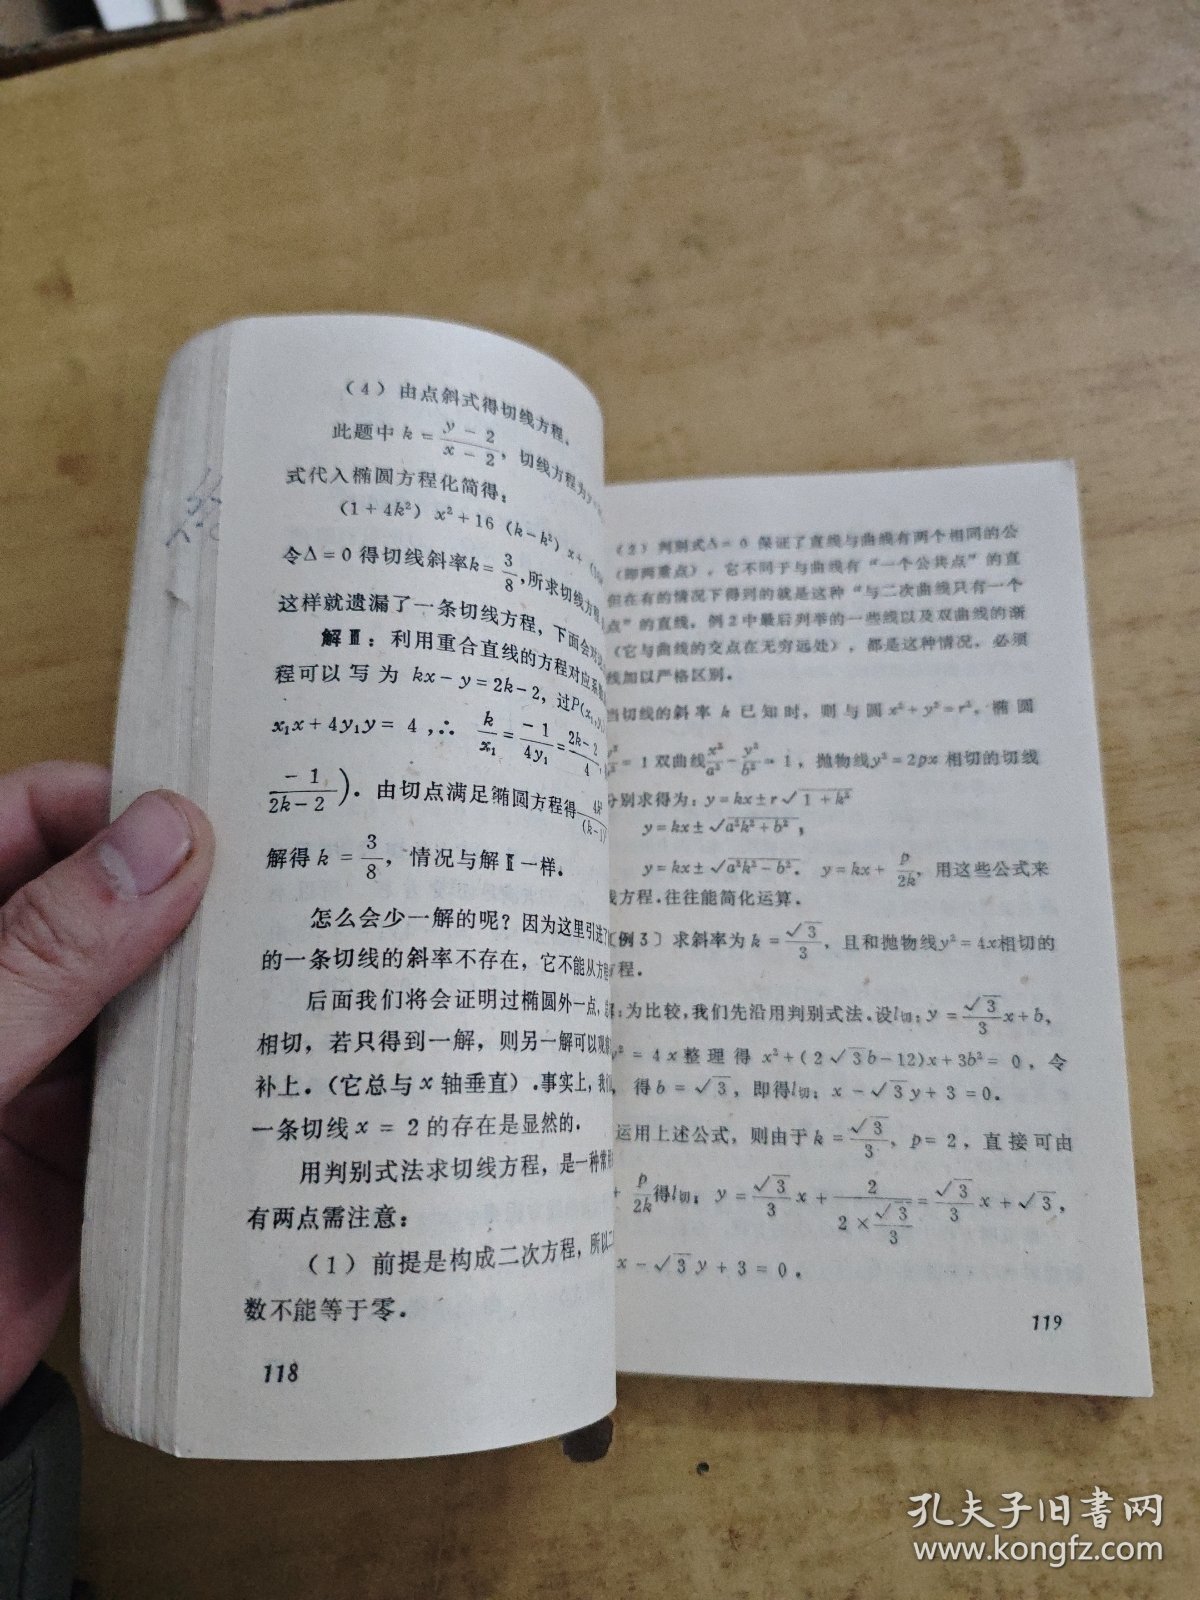 (4) 由点斜式得切线方程.
此题中 k = (y-2)/(x-2), 切线方程为y
式代入椭圆方程化简得:
(1+4k²) x²+16 (k-k²) x+
令Δ=0得切线斜率k=3/8,所求切线方程
这样就遗漏了一条切线方程, 下面会对
解Ⅲ: 利用重合直线的方程对应系
程可以写为 kx-y=2k-2, 过P(x₁,y₁
x₁x+4y₁y=4,∴ k/x₁=-1/4y₁=(2k-2)/4,
-1/(2k-2)). 由切点满足椭圆方程得4k²/(k-1)
解得 k = 3/8, 情况与解Ⅱ一样.
怎么会少一解的呢? 因为这里引进了
的一条切线的斜率不存在, 它不能从方
后面我们将会证明过椭圆外一点,
相切, 若只得到一解, 则另一解可以观
补上. (它总与 x 轴垂直) .事实上, 我们
一条切线 x = 2 的存在是显然的.
用判别式法求切线方程, 是一种常
有两点需注意:
(1) 前提是构成二次方程, 所以二
数不能等于零.
118
(2) 判别式Δ=0 保证了直线与曲线有两个相同的公
(即两重点). 它不同于与曲线有“一个公共点”的直
但在有的情况下得到的就是这种“与二次曲线只有一个
点”的直线. 例2中最后列举的一些线以及双曲线的渐
(它与曲线的交点在无穷远处), 都是这种情况, 必须
线加以严格区别.
当切线的斜率 k 已知时, 则与圆 x²+y²=r², 椭圆
=1双曲线x²/a²-y²/b²=1, 抛物线y²=2px 相切的切线
分别求得为: y=kx±r√1+k²
y=kx±√a²k²+b²,
y=kx±√a²k²-b². y=kx+p/2k, 用这些公式来
方程.往往能简化运算.
〔例3〕求斜率为 k=√3/3, 且和抛物线y²=4x相切的
程.
:为比较,我们先沿用判别式法.设l切: y=√3/3x+b,
y²=4x整理得 x²+(2√3b-12)x+3b²=0, 令
得b=√3, 即得l切: x-√3y+3=0.
运用上述公式, 则由于k=√3/3, p=2, 直接可由
+p/2k得l切: y=√3/3x+2/(2×√3/3)=√3/3x+√3,
x-√3y+3=0.
119
孔夫子旧书网
www.kongfz.com